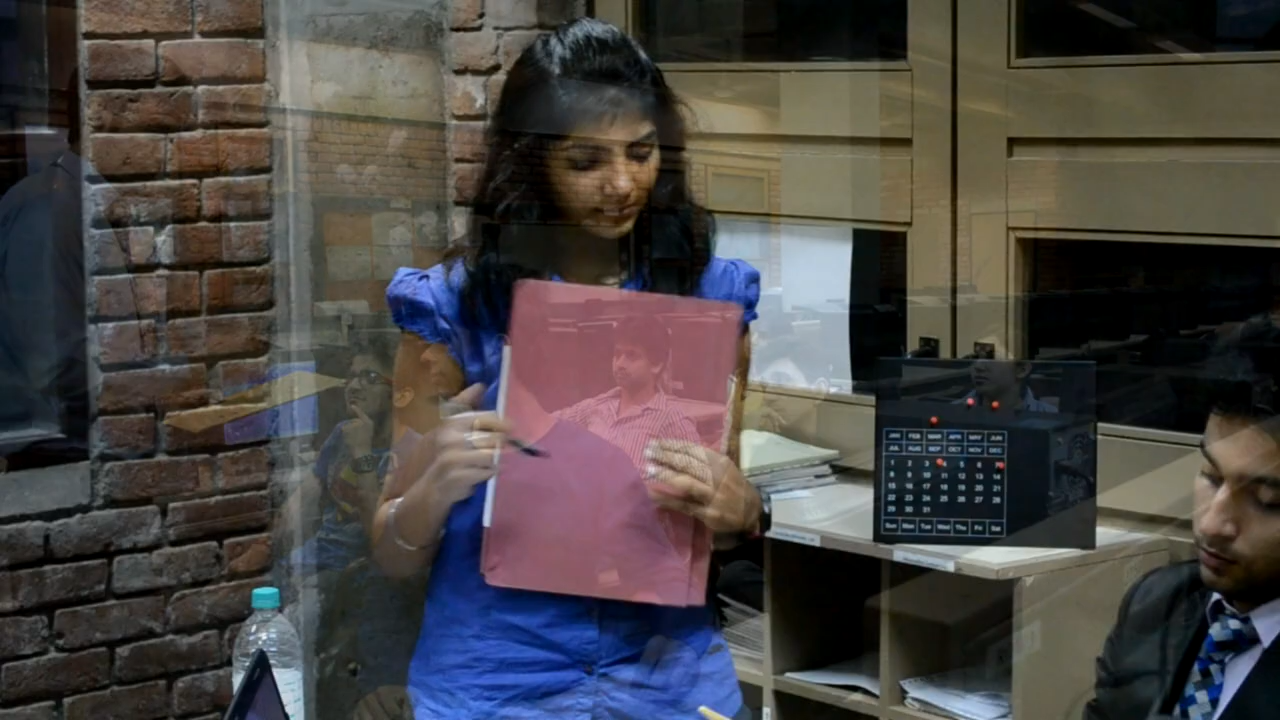 JAN FEB MAR APR MAY JUN
JUL AUG SEP OCT NOV DEC
1 2 3 4 5 6 7
8 9 10 11 12 13 14
15 16 17 18 19 20 21
22 23 24 25 26 27 28
29 30 31
Sun Mon Tue Wed Thu Fri Sat